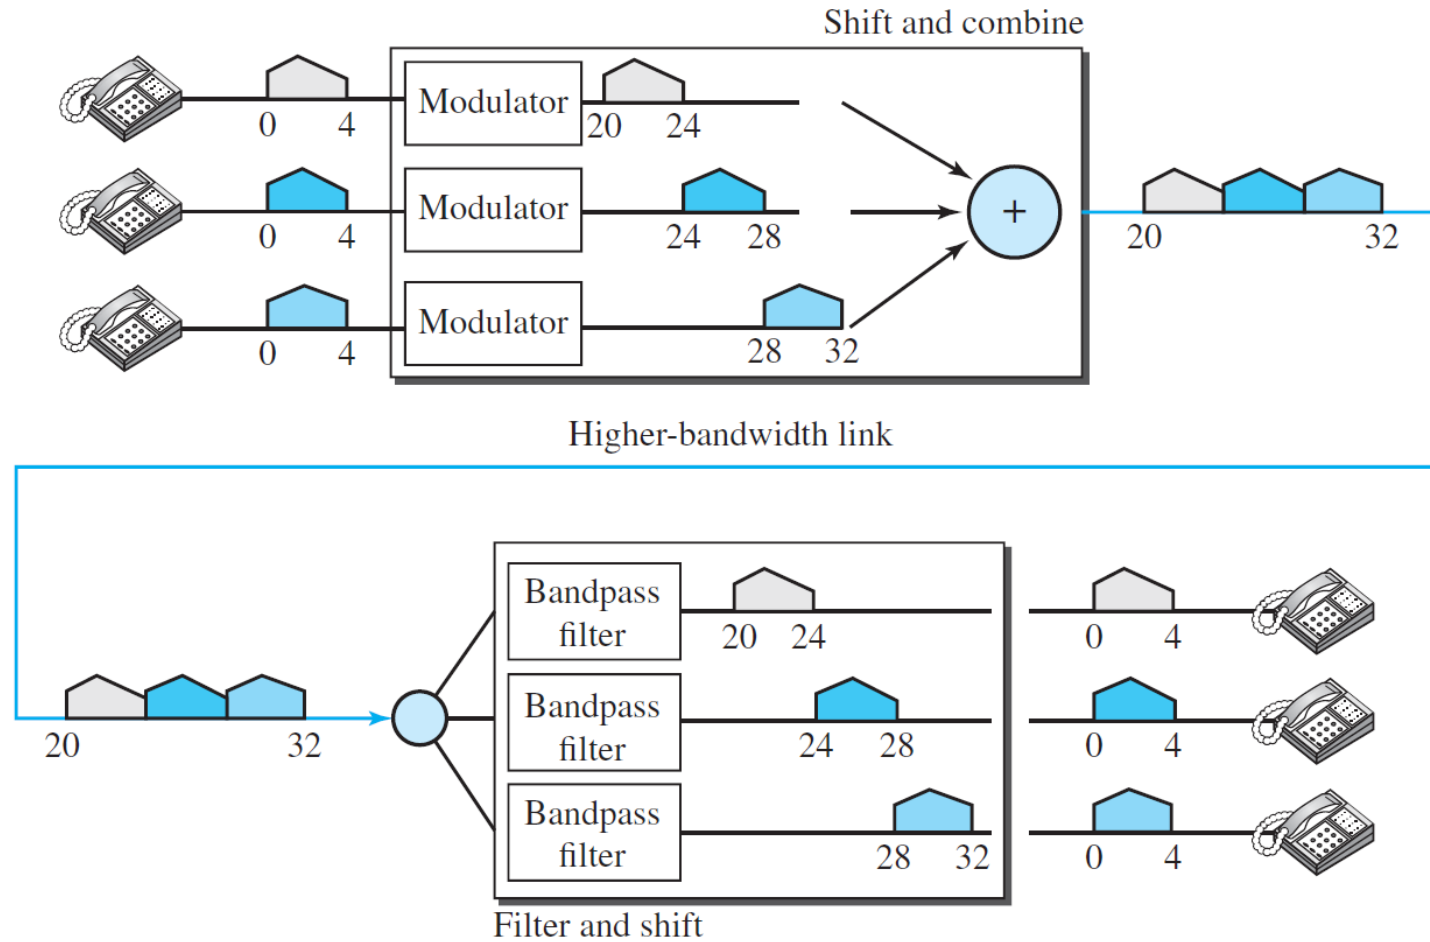 Shift and combine
Modulator
0 4
20 24
Modulator
0 4
24 28
+
20 32
Modulator
0 4
28 32
Higher-bandwidth link
Bandpass
filter
20 24
0 4
Bandpass
filter
20 32
24 28
0 4
Bandpass
filter
28 32
0 4
Filter and shift